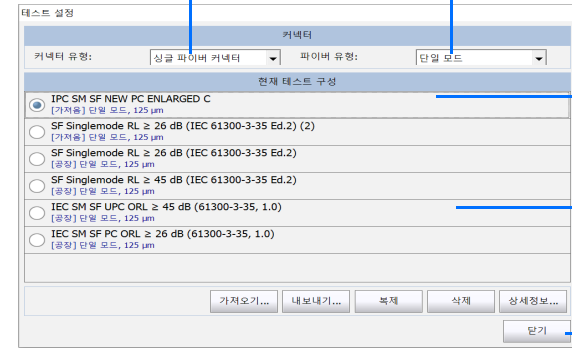 테스트 설정
커넥터
커넥터 유형: 싱글 파이버 커넥터 파이버 유형: 단일 모드
현재 테스트 구성
IPC SM SF NEW PC ENLARGED C
[가져옴] 단일 모드, 125 µm
SF Singlemode RL ≥ 26 dB (IEC 61300-3-35 Ed.2) (2)
[가져옴] 단일 모드, 125 µm
SF Singlemode RL ≥ 26 dB (IEC 61300-3-35 Ed.2)
[공장] 단일 모드, 125 µm
SF Singlemode RL ≥ 45 dB (IEC 61300-3-35 Ed.2)
[공장] 단일 모드, 125 µm
IEC SM SF UPC ORL ≥ 45 dB (61300-3-35, 1.0)
[공장] 단일 모드, 125 µm
IEC SM SF PC ORL ≥ 26 dB (61300-3-35, 1.0)
[공장] 단일 모드, 125 µm
가져오기... 내보내기... 복제 삭제 상세정보...
닫기